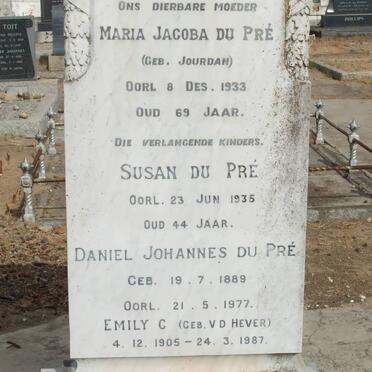 ONS DIERBARE MOEDER
MARIA JACOBA DU PRÉ
(GEB. JOURDAN)
OORL 8 DES. 1933
OUD 69 JAAR.
DIE VERLANGENDE KINDERS.
SUSAN DU PRÉ
OORL. 23 JUN 1935
OUD 44 JAAR.
DANIEL JOHANNES DU PRÉ
GEB. 19.7.1889
OORL. 21.5.1977.
EMILY C (GEB. V D HEVER)
4.12.1905 – 24.3.1987.
TOIT
PHILLIPS